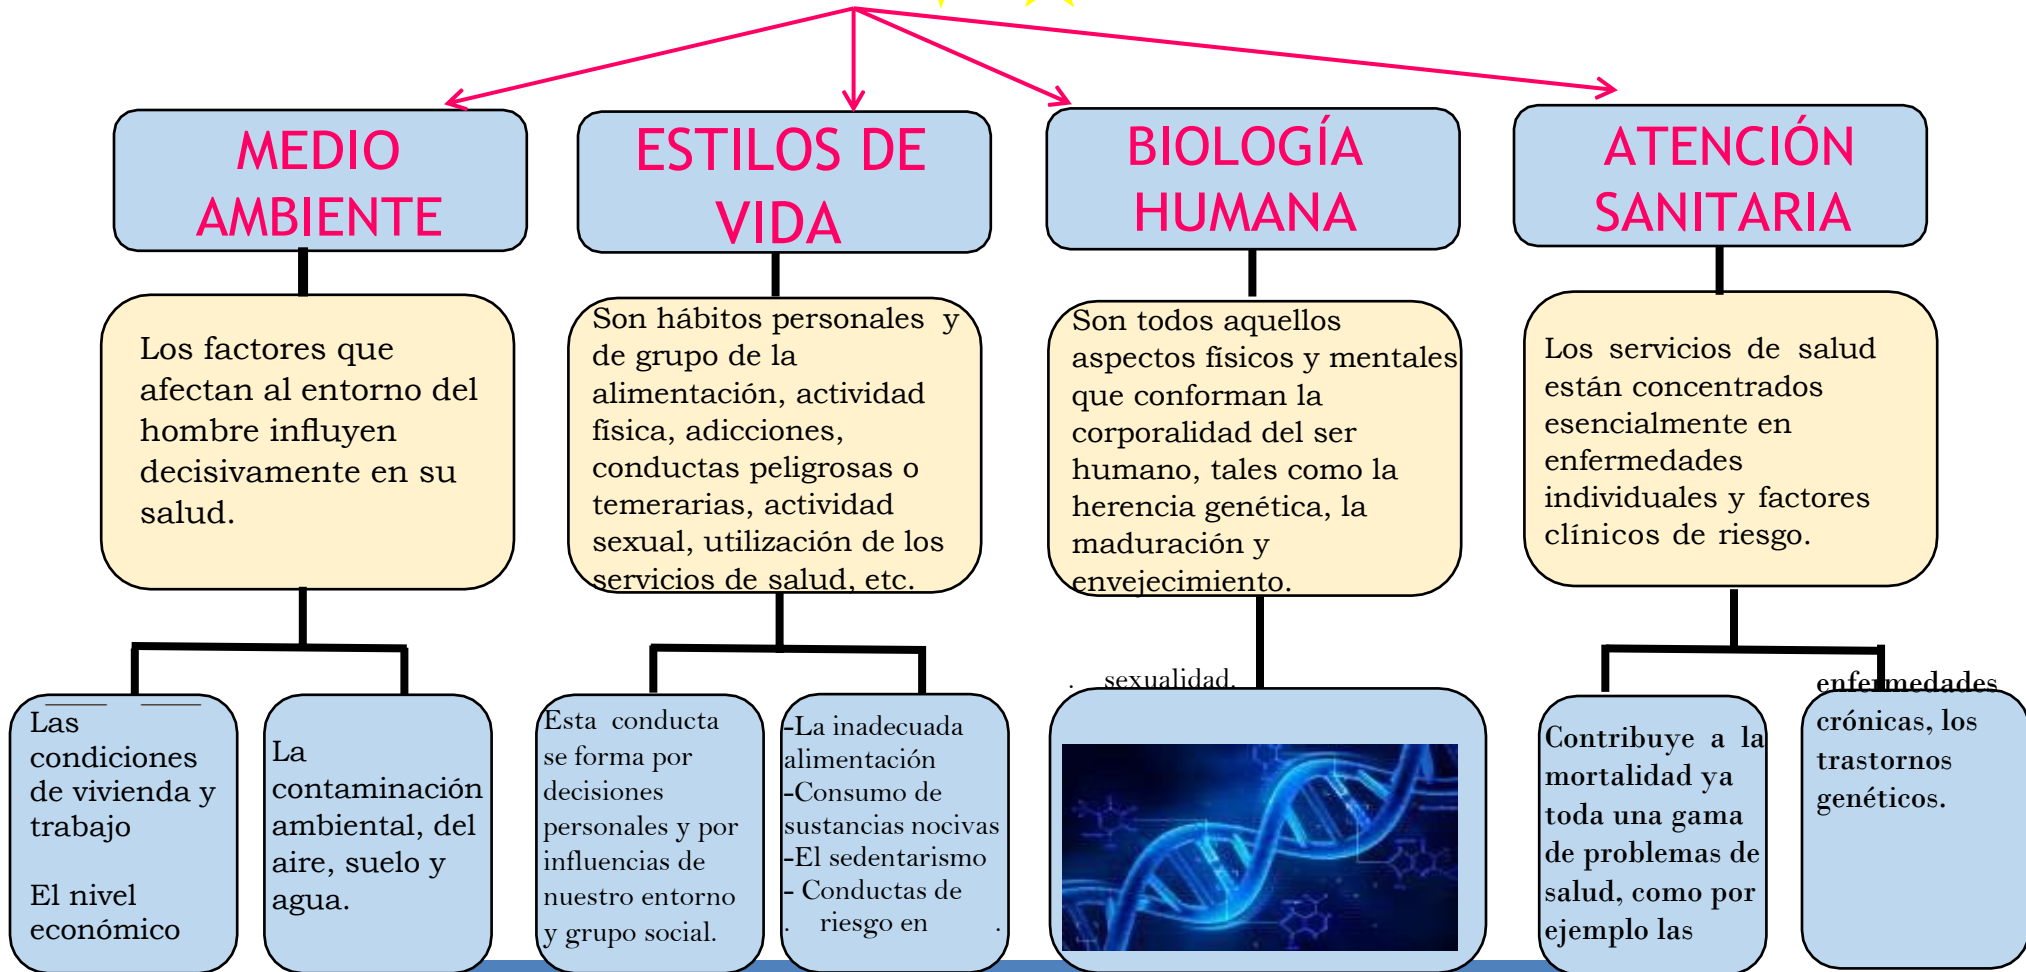 MEDIO
AMBIENTE
ESTILOS DE
VIDA
BIOLOGÍA
HUMANA
ATENCIÓN
SANITARIA
Los factores que
afectan al entorno del
hombre influyen
decisivamente en su
salud.
Son hábitos personales y
de grupo de la
alimentación, actividad
física, adicciones,
conductas peligrosas o
temerarias, actividad
sexual, utilización de los
servicios de salud, etc.
Son todos aquellos
aspectos físicos y mentales
que conforman la
corporalidad del ser
humano, tales como la
herencia genética, la
maduración y
envejecimiento.
Los servicios de salud
están concentrados
esencialmente en
enfermedades
individuales y factores
clínicos de riesgo.
Las
condiciones
de vivienda y
trabajo
El nivel
económico
La
contaminación
ambiental, del
aire, suelo y
agua.
Esta conducta
se forma por
decisiones
personales y por
influencias de
nuestro entorno
y grupo social.
-La inadecuada
alimentación
-Consumo de
sustancias nocivas
-El sedentarismo
- Conductas de
. riesgo en .
. sexualidad.
Contribuye a la
mortalidad ya
toda una gama
de problemas de
salud, como por
ejemplo las
enfermedades
crónicas, los
trastornos
genéticos.